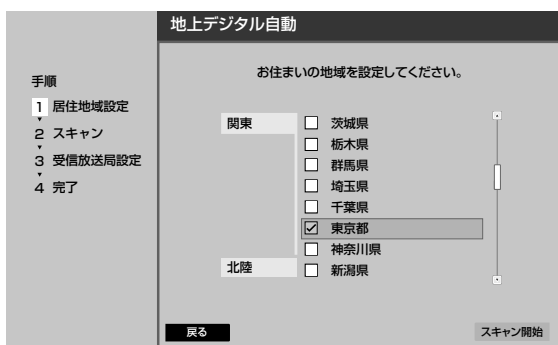 地上デジタル自動
手順
1 居住地域設定
2 スキャン
3 受信放送局設定
4 完了
お住まいの地域を設定してください。
関東
茨城県
栃木県
群馬県
埼玉県
千葉県
東京都
神奈川県
北陸
新潟県
戻る
スキャン開始